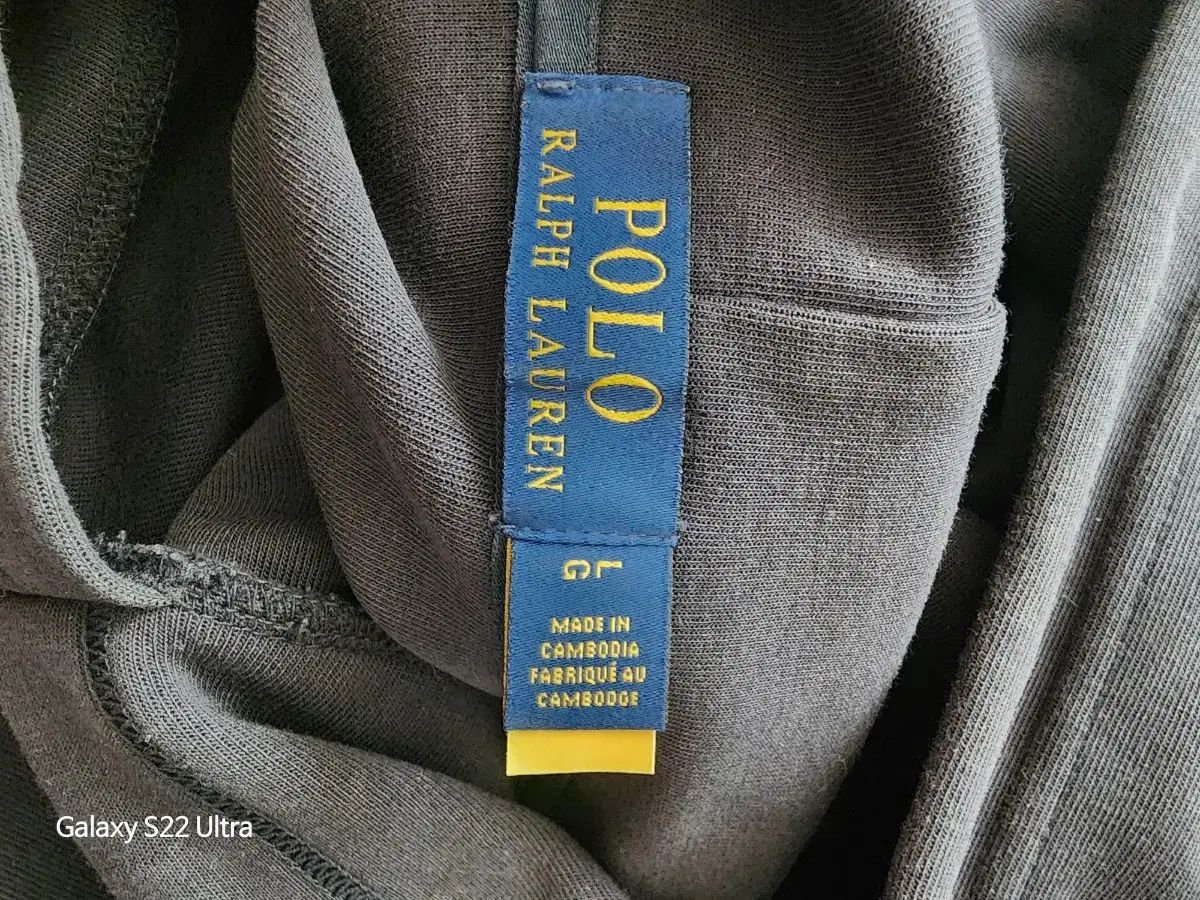 POLO
RALPH LAUREN
L
G
MADE IN
CAMBODIA
FABRIQUÉ AU
CAMBODGE
Galaxy S22 Ultra